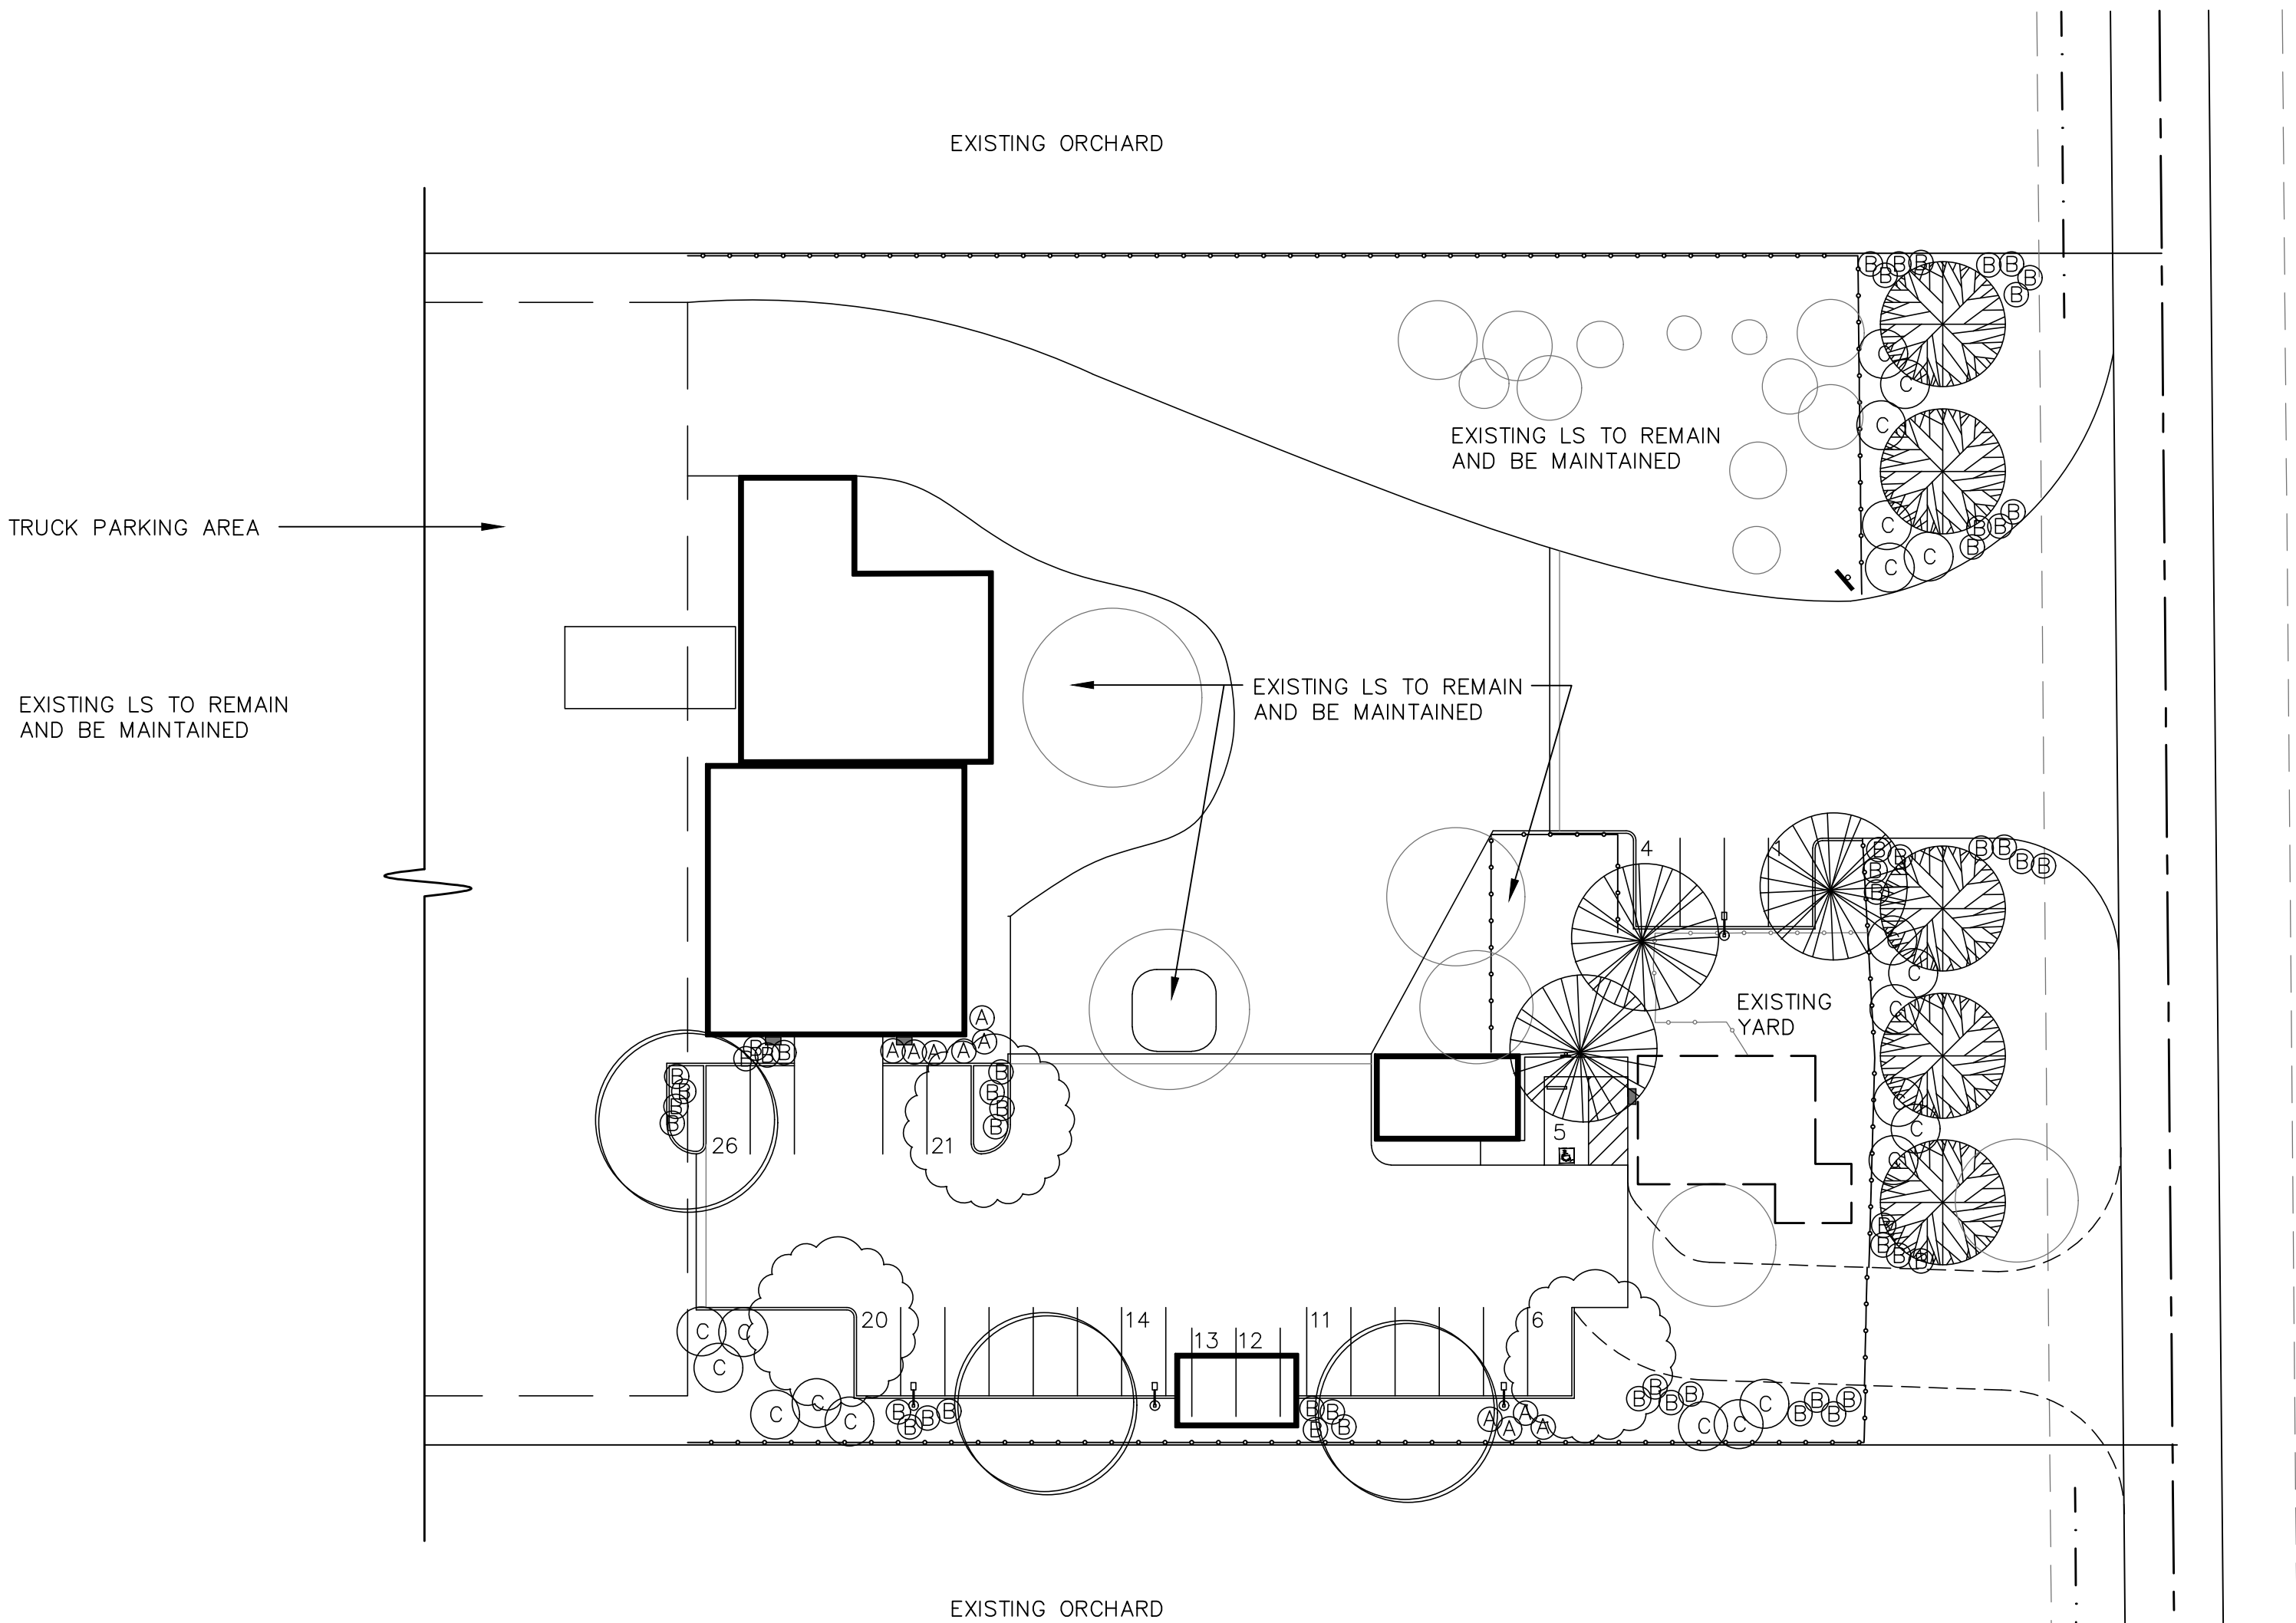 EXISTING ORCHARD
B B B B B B B B
B B
C
C
C
EXISTING LS TO REMAIN
AND BE MAINTAINED
TRUCK PARKING AREA
C B B B
C C B
EXISTING LS TO REMAIN
AND BE MAINTAINED
EXISTING LS TO REMAIN
AND BE MAINTAINED
4 1 B B B B B B
B
B
C
C
EXISTING
YARD
C
A
A
B B B B A A A A
B B
B B
B B
B B
C
C
5
C
26 21
B
B B B
20 14 11 6
13 12
C C
C
C C C
B B B B
B B B B
A A A A
B B B B
C C C
B B B B
EXISTING ORCHARD